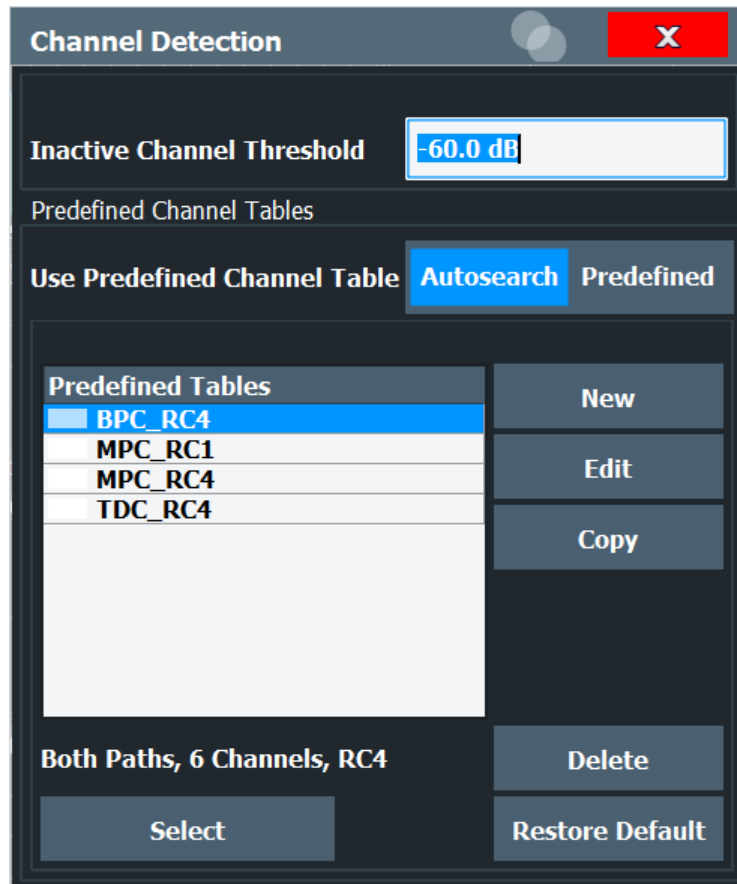 Channel Detection
X
Inactive Channel Threshold -60.0 dB
Predefined Channel Tables
Use Predefined Channel Table Autosearch Predefined
Predefined Tables
BPC_RC4
MPC_RC1
MPC_RC4
TDC_RC4
New
Edit
Copy
Both Paths, 6 Channels, RC4
Delete
Select
Restore Default